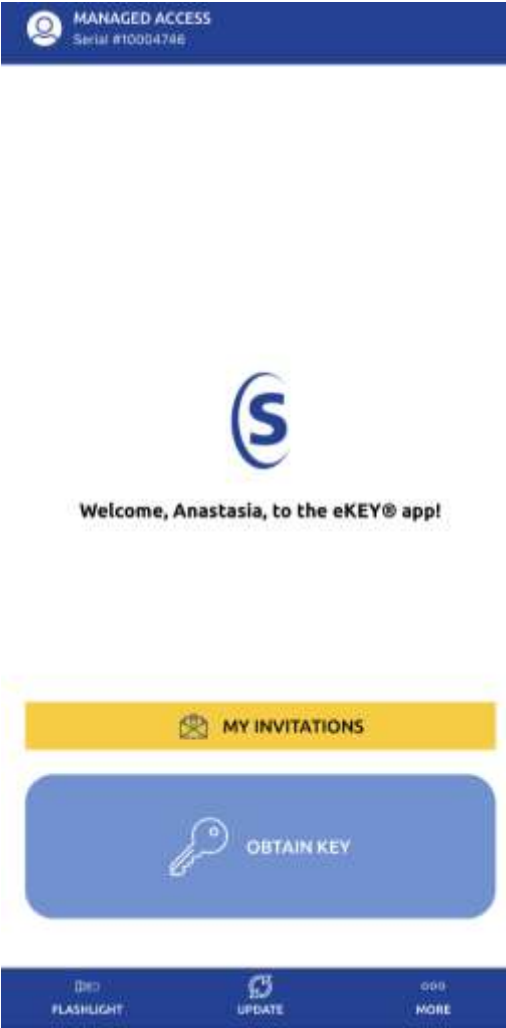 MANAGED ACCESS
Serial #10004746
S
Welcome, Anastasia, to the eKEY® app!
MY INVITATIONS
OBTAIN KEY
FLASHLIGHT
UPDATE
MORE